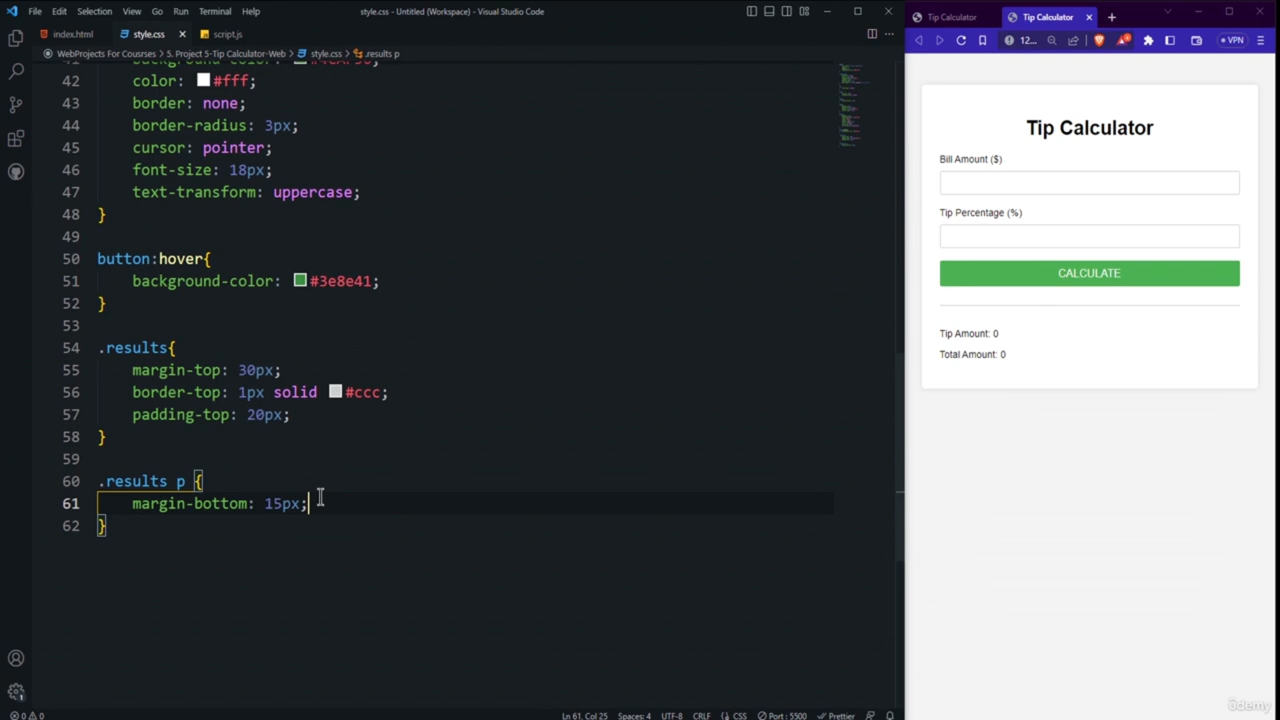 File Edit Selection View Go Run Terminal Help
style.css - Untitled (Workspace) - Visual Studio Code
index.html
style.css
script.js
WebProjects For Courses > 5. Project 5-Tip Calculator-Web > style.css > .results p
42 color: #fff;
43 border: none;
44 border-radius: 3px;
45 cursor: pointer;
46 font-size: 18px;
47 text-transform: uppercase;
48 }
49
50 button:hover{
51 background-color: #3e8e41;
52 }
53
54 .results{
55 margin-top: 30px;
56 border-top: 1px solid #ccc;
57 padding-top: 20px;
58 }
59
60 .results p {
61 margin-bottom: 15px;
62 }
0 0
Ln 61, Col 25 Spaces: 4 UTF-8 CRLF CSS Port : 5500 Prettier
Tip Calculator
Tip Calculator
12...
VPN
Tip Calculator
Bill Amount ($)
Tip Percentage (%)
CALCULATE
Tip Amount: 0
Total Amount: 0
ûdemy